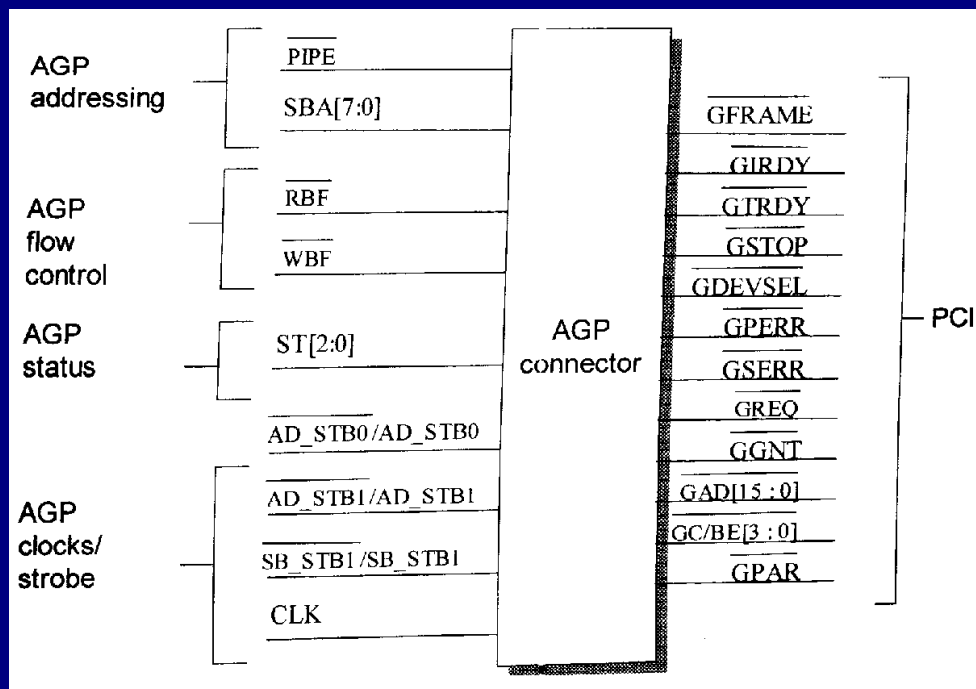 AGP
addressing
PIPE
SBA[7:0]
AGP
flow
control
RBF
WBF
AGP
status
ST[2:0]
AD_STB0/AD_STB0
AGP
clocks/
strobe
AD_STB1/AD_STB1
SB_STB1/SB_STB1
CLK
AGP
connector
GFRAME
GIRDY
GTRDY
GSTOP
GDEVSEL
GPERR
GSERR
GREQ
GGNT
GAD[15 : 0]
GC/BE[3 : 0]
GPAR
PCI